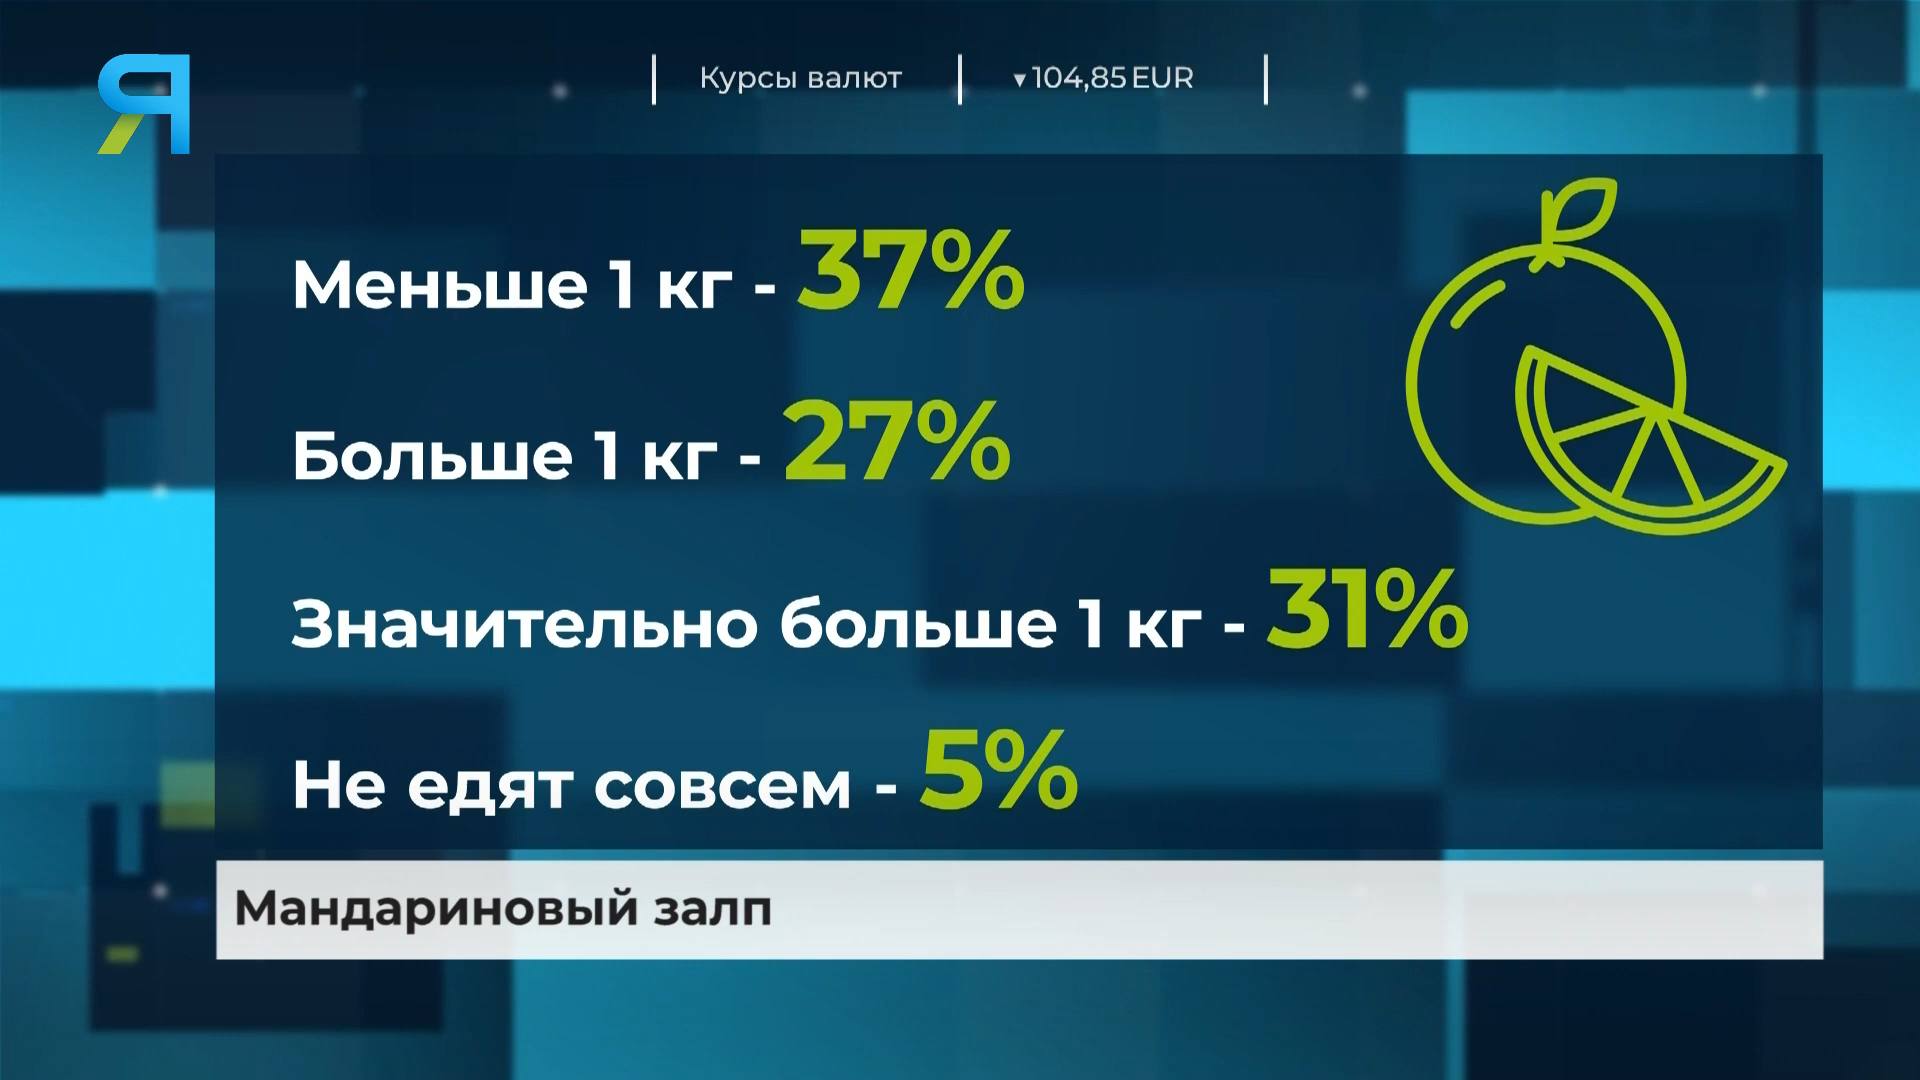 Я
Курсы валют
▼104,85 EUR
Меньше 1 кг - 37%
Больше 1 кг - 27%
Значительно больше 1 кг - 31%
Не едят совсем - 5%
Мандариновый залп